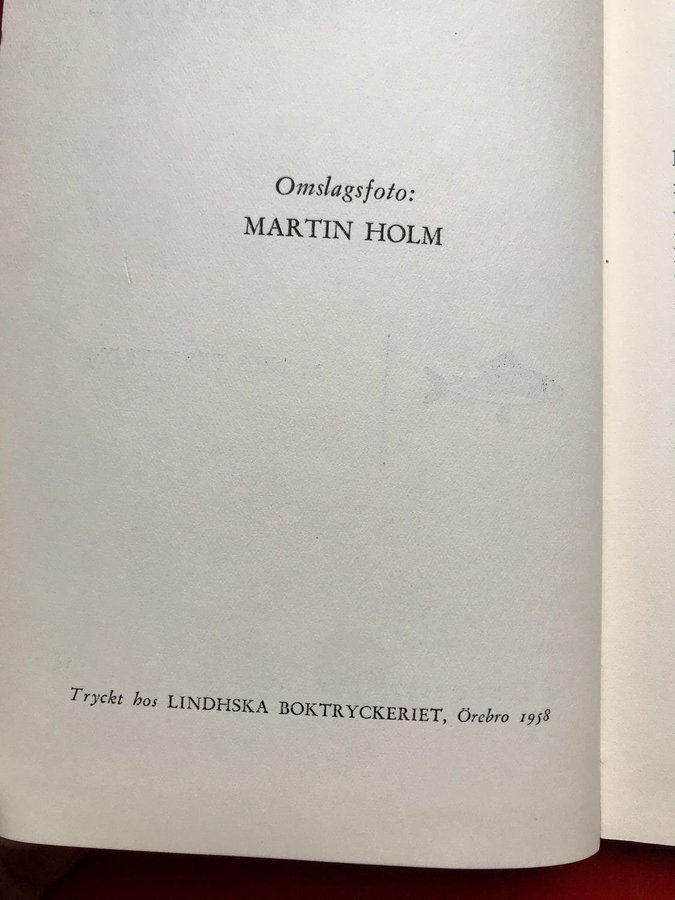 Omslagsfoto:
MARTIN HOLM
Tryckt hos LINDHSKA BOKTRYCKERIET, Örebro 1958